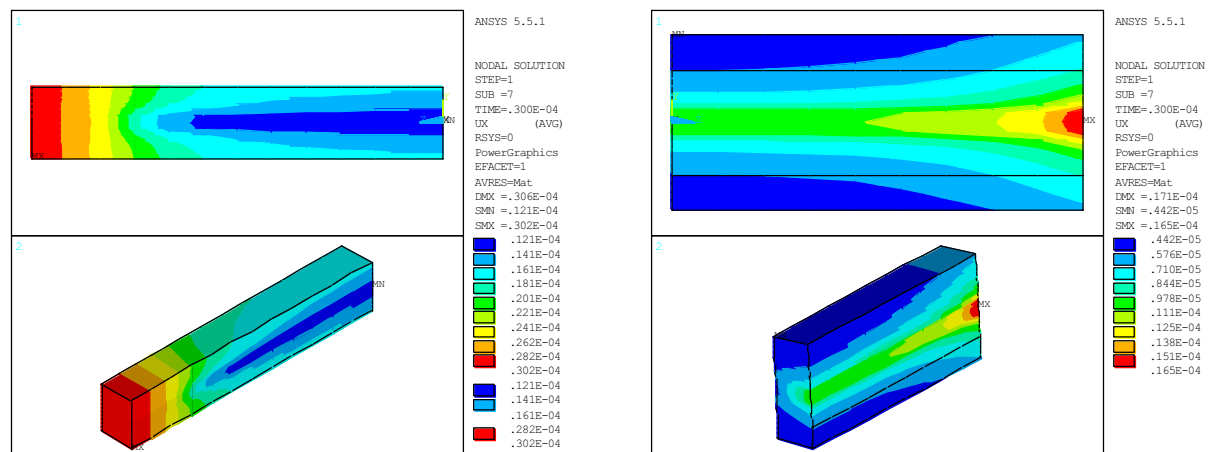 1
ANSYS 5.5.1
NODAL SOLUTION
STEP=1
SUB =7
TIME=.300E-04
UX (AVG)
RSYS=0
PowerGraphics
EFACET=1
AVRES=Mat
DMX =.306E-04
SMN =.121E-04
SMX =.302E-04
.121E-04
.141E-04
.161E-04
.181E-04
.201E-04
.221E-04
.241E-04
.262E-04
.282E-04
.302E-04
.121E-04
.141E-04
.161E-04
.282E-04
.302E-04
MX
Y
MN
2
MN
MX
1
ANSYS 5.5.1
NODAL SOLUTION
STEP=1
SUB =7
TIME=.300E-04
UX (AVG)
RSYS=0
PowerGraphics
EFACET=1
AVRES=Mat
DMX =.171E-04
SMN =.442E-05
SMX =.165E-04
.442E-05
.576E-05
.710E-05
.844E-05
.978E-05
.111E-04
.125E-04
.138E-04
.151E-04
.165E-04
MN
MX
2
MX